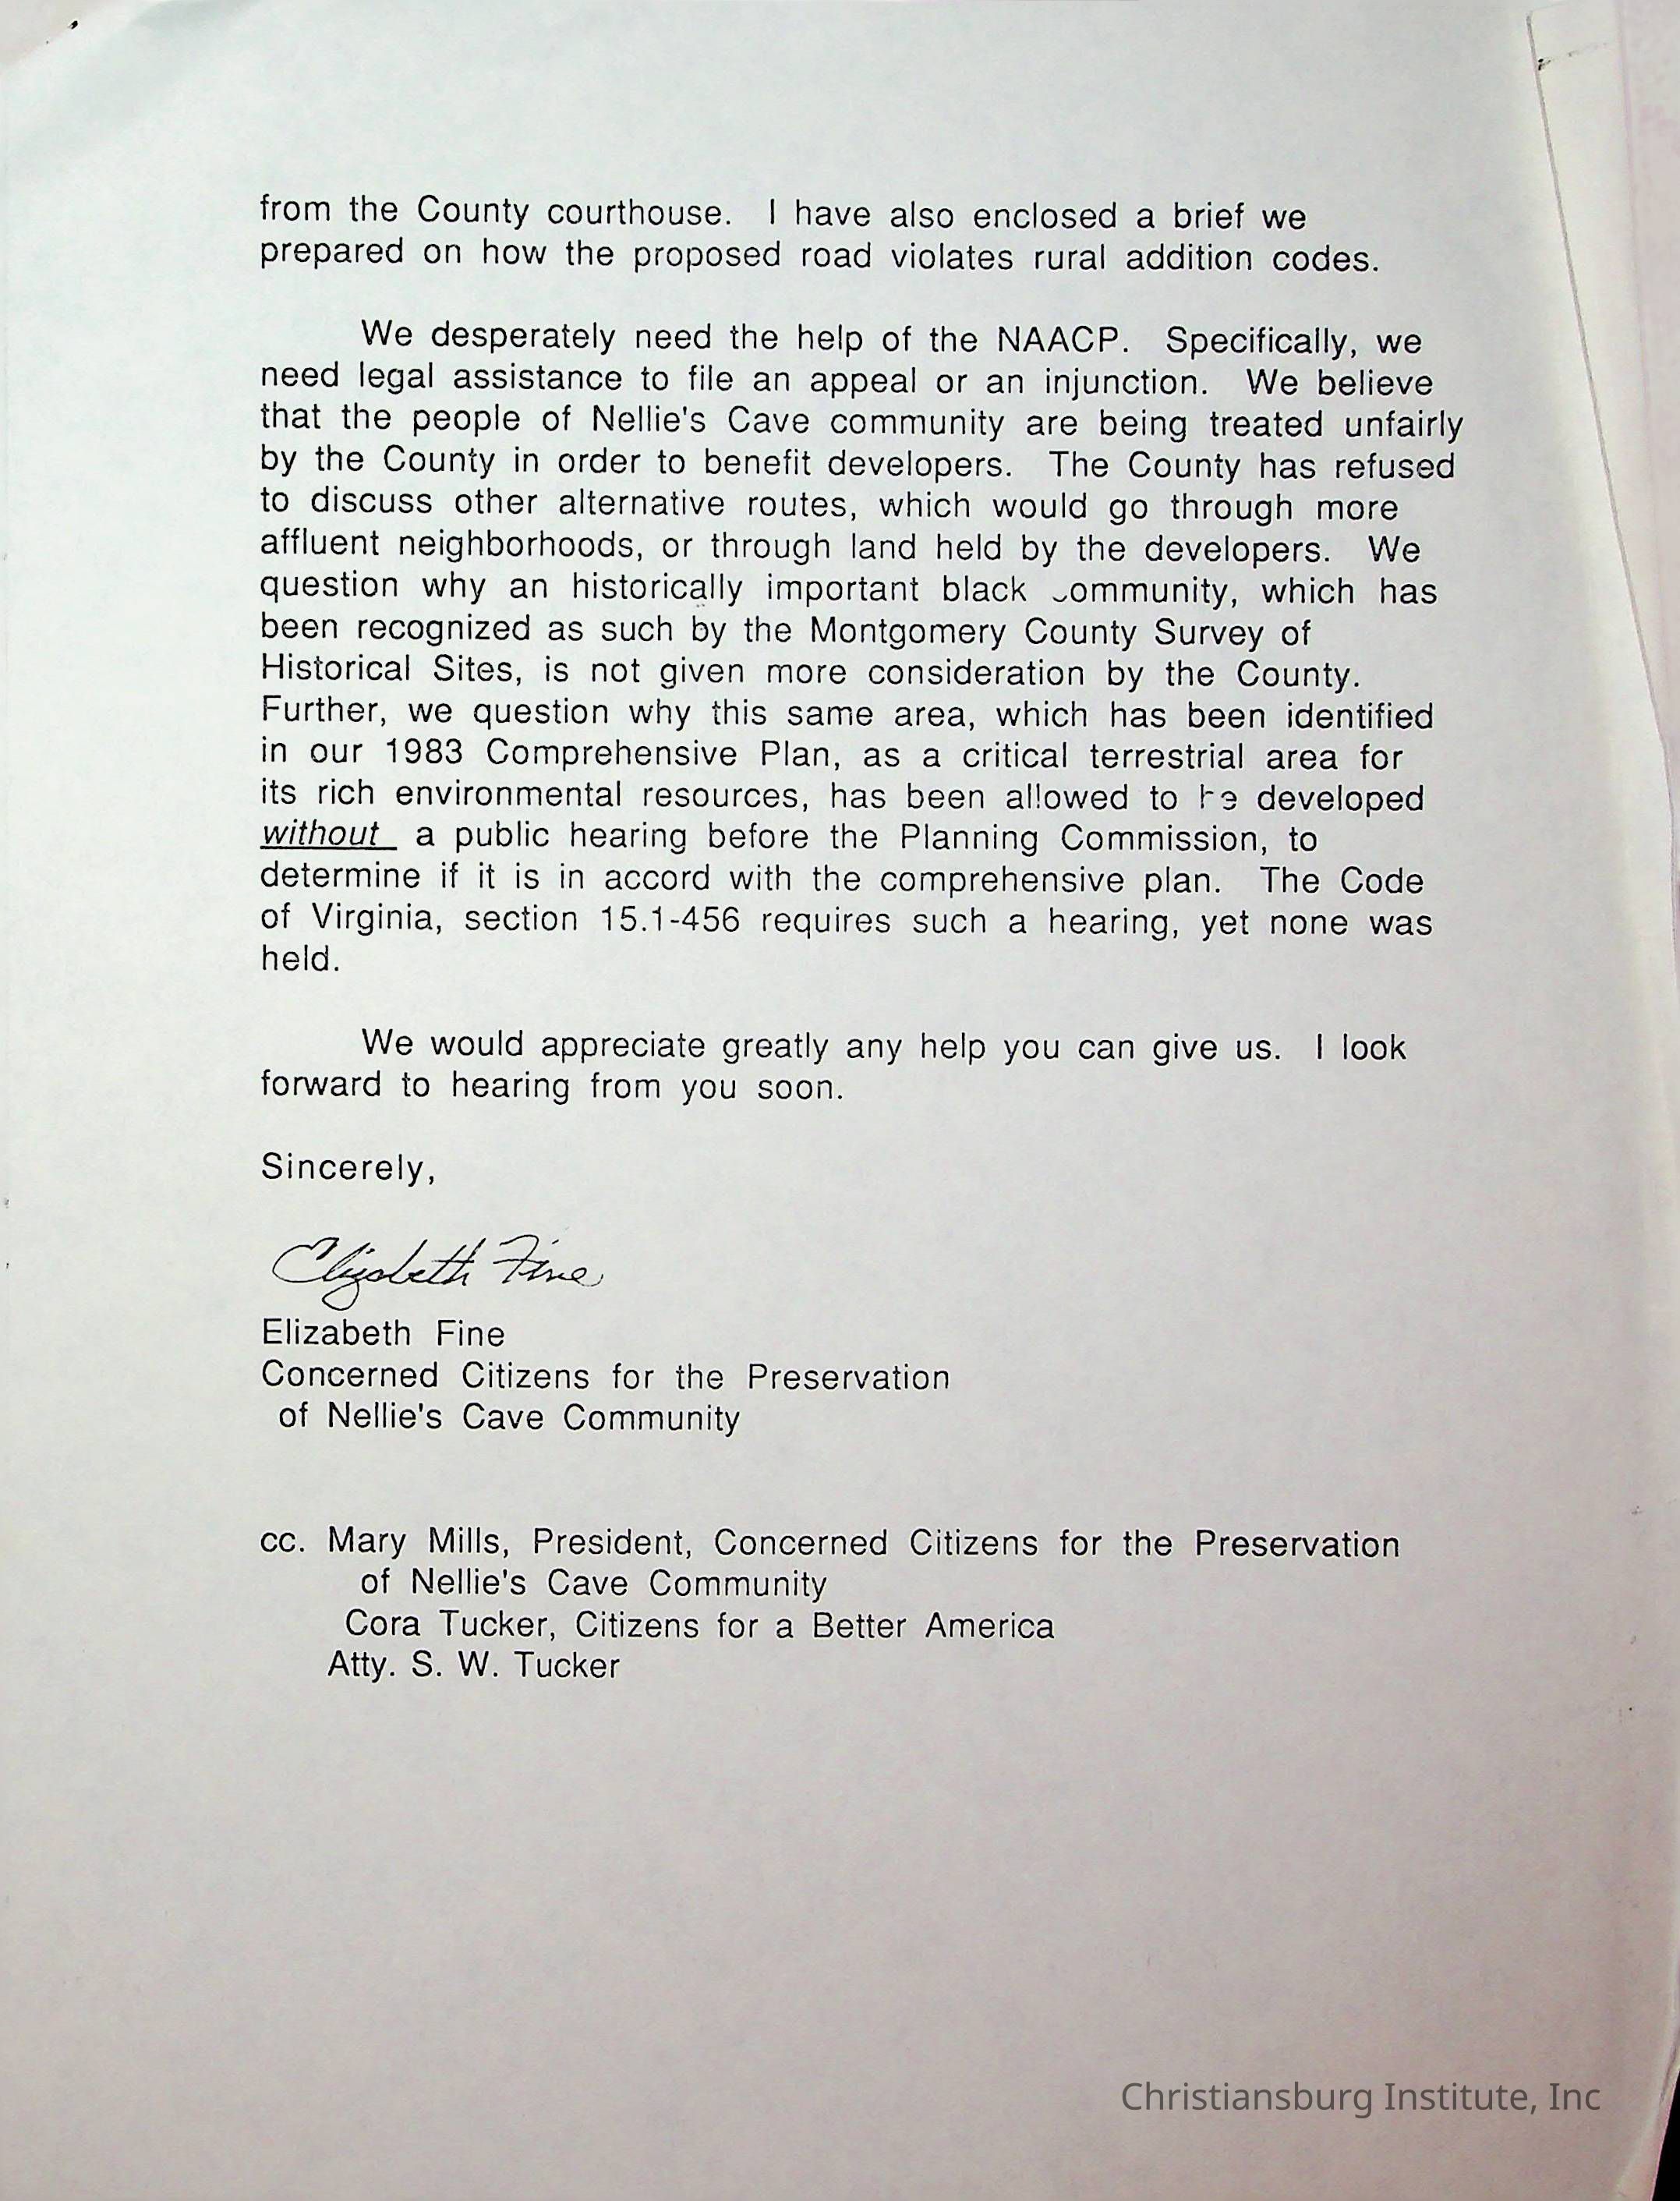 from the County courthouse. I have also enclosed a brief we
prepared on how the proposed road violates rural addition codes.
We desperately need the help of the NAACP. Specifically, we
need legal assistance to file an appeal or an injunction. We believe
that the people of Nellie's Cave community are being treated unfairly
by the County in order to benefit developers. The County has refused
to discuss other alternative routes, which would go through more
affluent neighborhoods, or through land held by the developers. We
question why an historically important black community, which has
been recognized as such by the Montgomery County Survey of
Historical Sites, is not given more consideration by the County.
Further, we question why this same area, which has been identified
in our 1983 Comprehensive Plan, as a critical terrestrial area for
its rich environmental resources, has been allowed to be developed
without a public hearing before the Planning Commission, to
determine if it is in accord with the comprehensive plan. The Code
of Virginia, section 15.1-456 requires such a hearing, yet none was
held.
We would appreciate greatly any help you can give us. I look
forward to hearing from you soon.
Sincerely,
Elizabeth Fine
Elizabeth Fine
Concerned Citizens for the Preservation
of Nellie's Cave Community
cc. Mary Mills, President, Concerned Citizens for the Preservation
of Nellie's Cave Community
Cora Tucker, Citizens for a Better America
Atty. S. W. Tucker
Christiansburg Institute, Inc